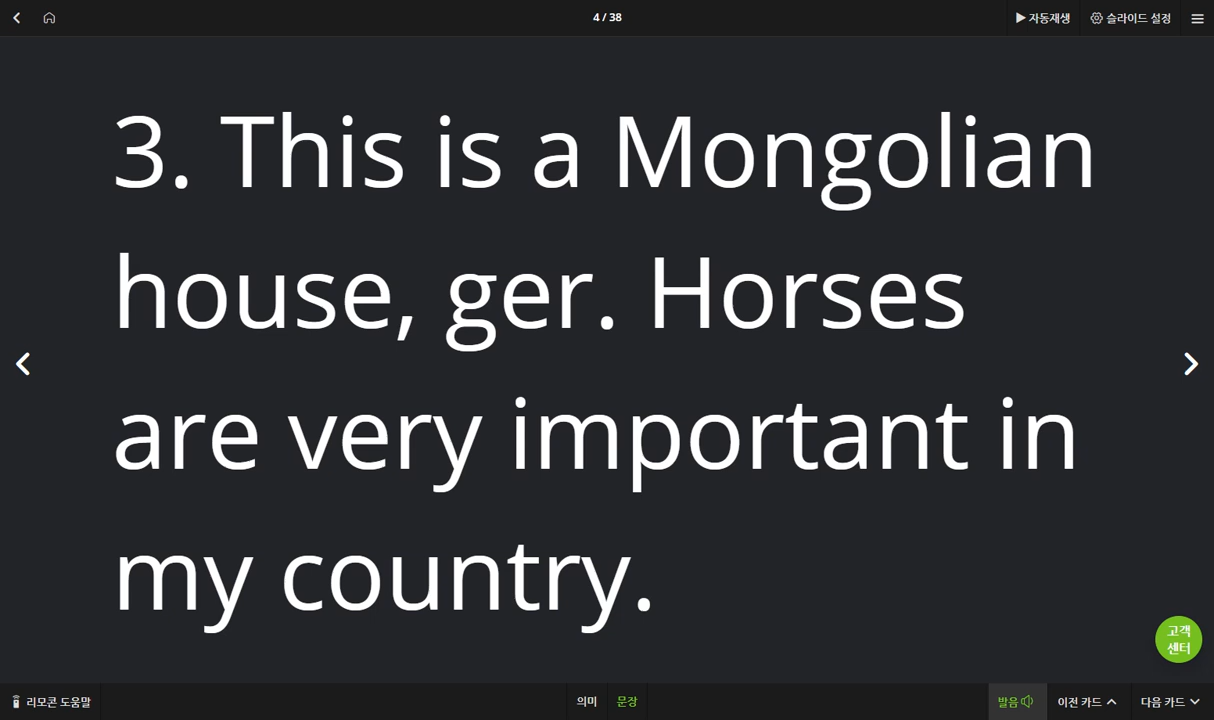 4 / 38
자동재생
슬라이드 설정
3. This is a Mongolian
house, ger. Horses
are very important in
my country.
고객
센터
리모콘 도움말
의미
문장
발음
이전 카드
다음 카드